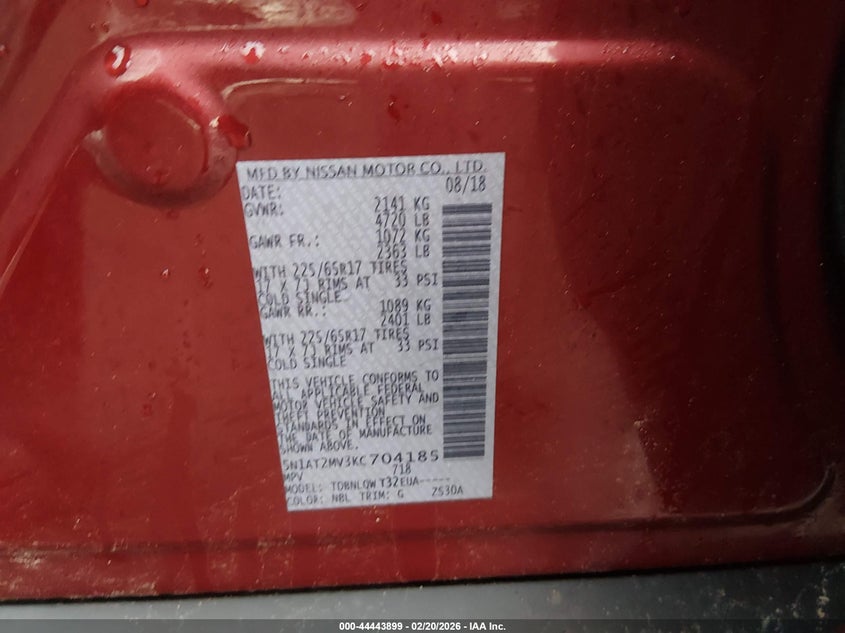 MFD BY NISSAN MOTOR CO., LTD.
DATE: 08/18
GVWR: 2141 KG
4720 LB
GAWR FR.: 1072 KG
2363 LB
WITH 225/65R17 TIRES
17 X 7J RIMS AT 33 PSI
COLD SINGLE
GAWR RR.: 1089 KG
2401 LB
WITH 225/65R17 TIRES
17 X 7J RIMS AT 33 PSI
COLD SINGLE
THIS VEHICLE CONFORMS TO
ALL APPLICABLE FEDERAL
MOTOR VEHICLE SAFETY AND
THEFT PREVENTION
STANDARDS IN EFFECT ON
THE DATE OF MANUFACTURE
SHOWN ABOVE.
5N1AT2MV3KC704185
MPV 718
MODEL: TDBNLQW T32EUA-----
COLOR: NBL TRIM: G ZS30A
000-44443899 — 02/20/2026 — IAA Inc.